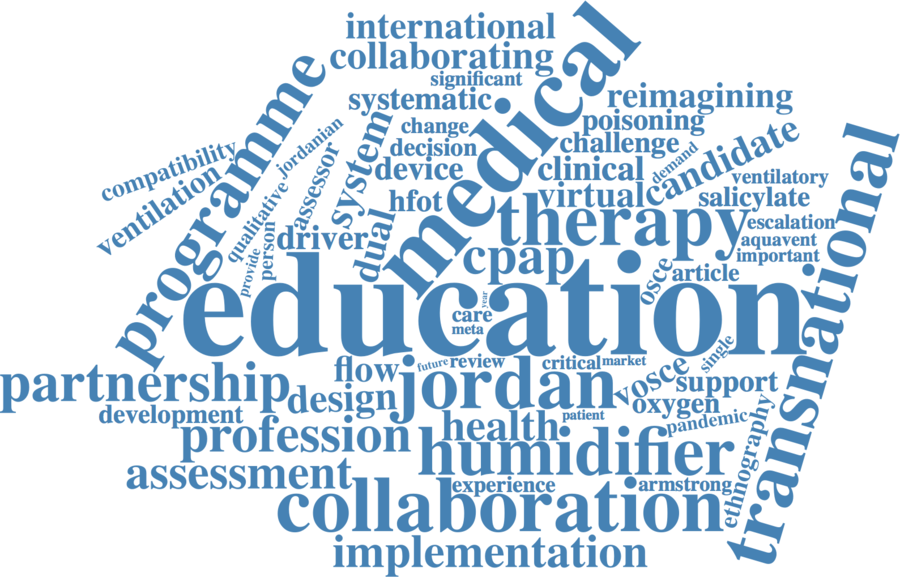 international
collaborating
significant
systematic
medical
programme
reimagining
poisoning
change
decision
device
challenge
clinical
demand
candidate
compatibility
ventilation
jordanian
qualitative
assessor
system
hfot
virtual
ventilatory
salicylate
transnational
provide
person
driver
dual
therapy
escalation
aquavent
important
cpap
osce
article
education
year
care
meta
single
flow
future
review
critical
market
partnership
design
jordan
vosce
support
oxygen
development
patient
pandemic
profession
health
humidifier
ethnography
assessment
experience
armstrong
collaboration
implementation